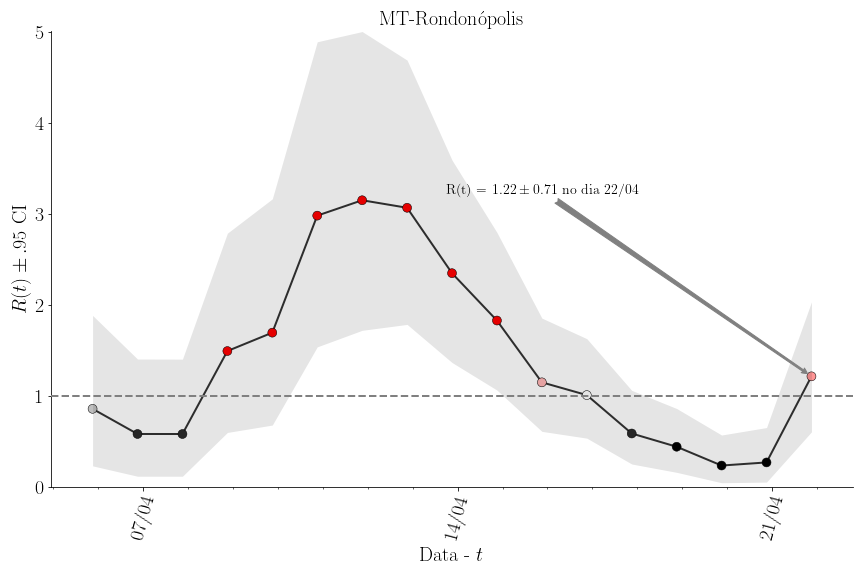 MT-Rondonópolis
5
4
3
2
1
0
R(t) ± .95 CI
R(t) = 1.22 ± 0.71 no dia 22/04
07/04
14/04
21/04
Data - t